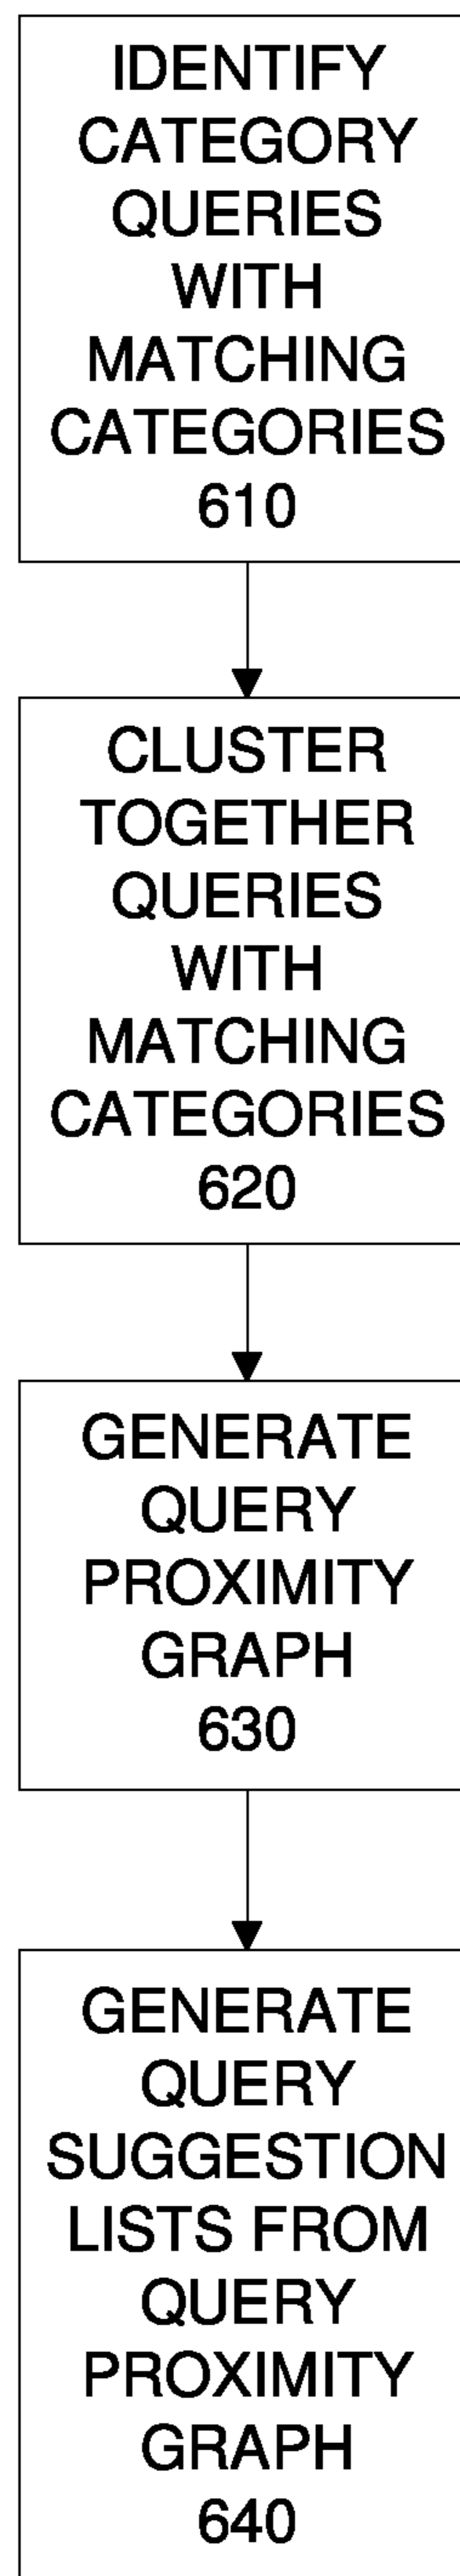 IDENTIFY
CATEGORY
QUERIES
WITH
MATCHING
CATEGORIES
610
CLUSTER
TOGETHER
QUERIES
WITH
MATCHING
CATEGORIES
620
GENERATE
QUERY
PROXIMITY
GRAPH
630
GENERATE
QUERY
SUGGESTION
LISTS FROM
QUERY
PROXIMITY
GRAPH
640